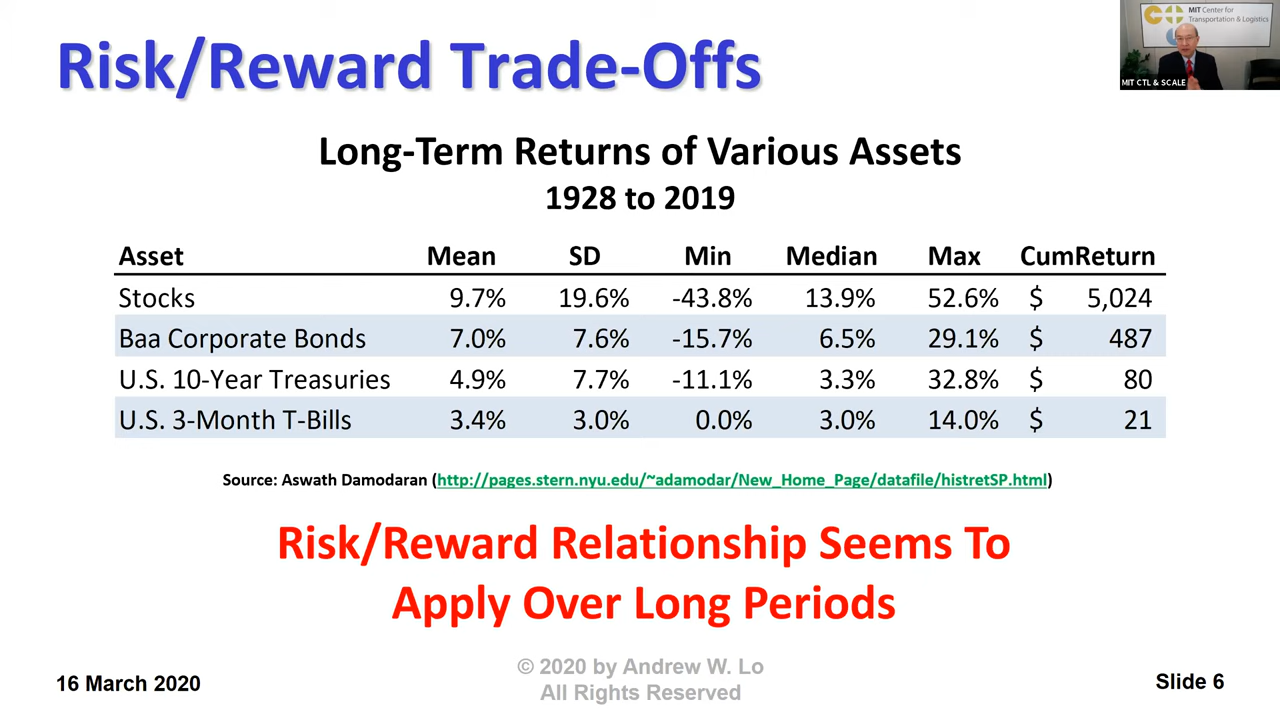 Risk/Reward Trade-Offs
MIT Center for
Transportation & Logistics
MIT CTL & SCALE
Long-Term Returns of Various Assets
1928 to 2019
Asset Mean SD Min Median Max CumReturn
Stocks 9.7% 19.6% -43.8% 13.9% 52.6% $ 5,024
Baa Corporate Bonds 7.0% 7.6% -15.7% 6.5% 29.1% $ 487
U.S. 10-Year Treasuries 4.9% 7.7% -11.1% 3.3% 32.8% $ 80
U.S. 3-Month T-Bills 3.4% 3.0% 0.0% 3.0% 14.0% $ 21
Source: Aswath Damodaran (http://pages.stern.nyu.edu/~adamodar/New_Home_Page/datafile/histretSP.html)
Risk/Reward Relationship Seems To
Apply Over Long Periods
16 March 2020
© 2020 by Andrew W. Lo
All Rights Reserved
Slide 6